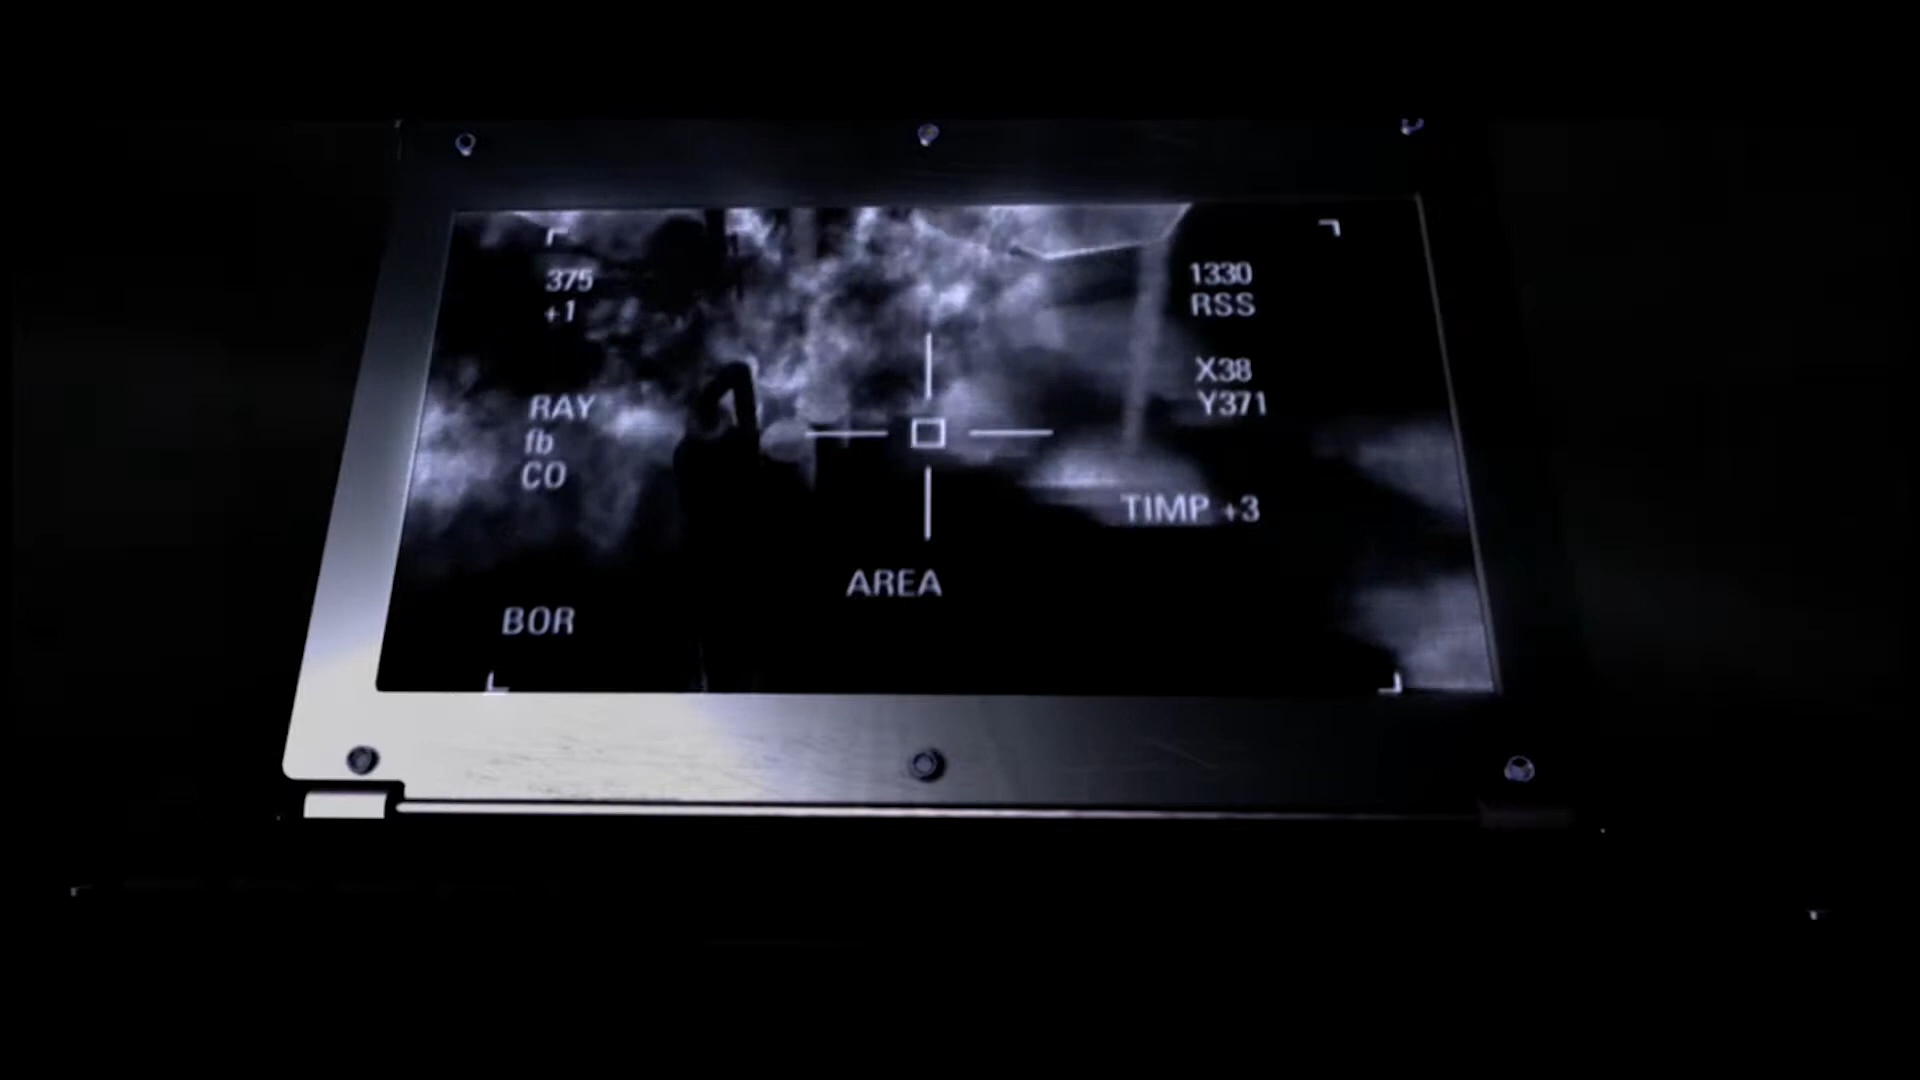 375
+1
1330
RSS
X38
Y371
RAY
fb
CO
TIMP +3
AREA
BOR